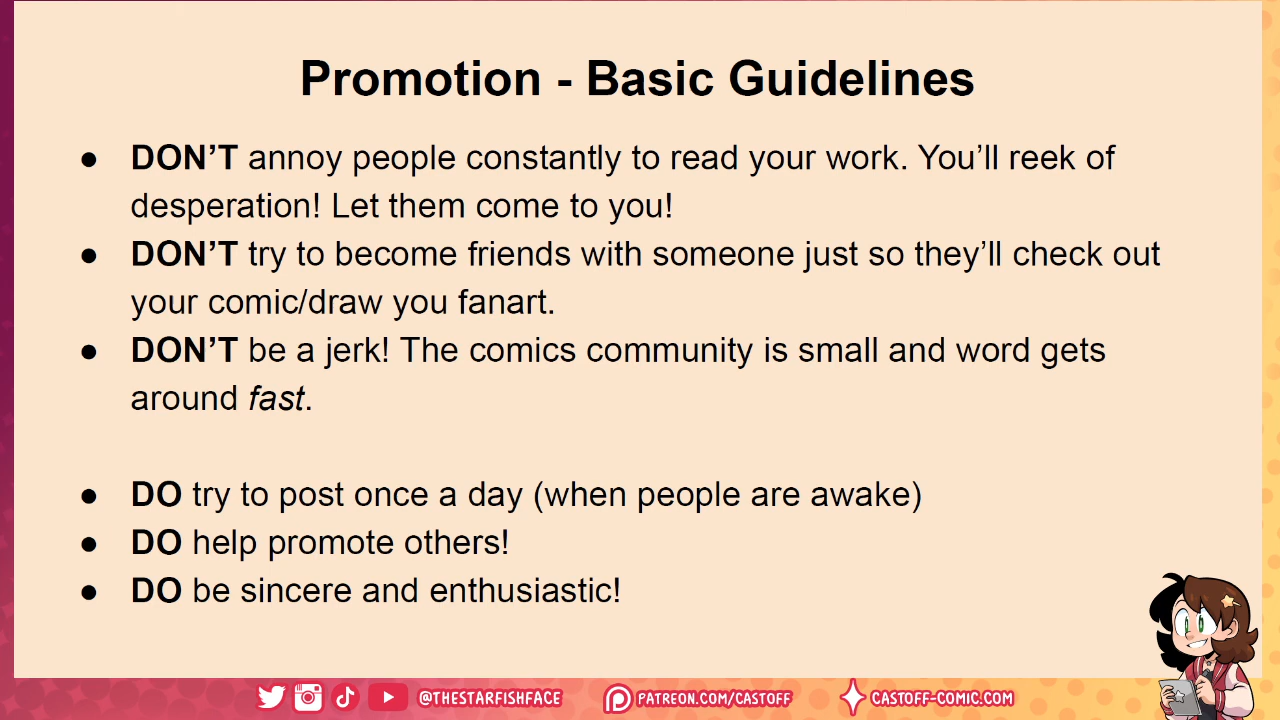 Promotion - Basic Guidelines
● DON’T annoy people constantly to read your work. You’ll reek of
desperation! Let them come to you!
● DON’T try to become friends with someone just so they’ll check out
your comic/draw you fanart.
● DON’T be a jerk! The comics community is small and word gets
around fast.
● DO try to post once a day (when people are awake)
● DO help promote others!
● DO be sincere and enthusiastic!
@THESTARFISHFACE PATREON.COM/CASTOFF CASTOFF-COMIC.COM